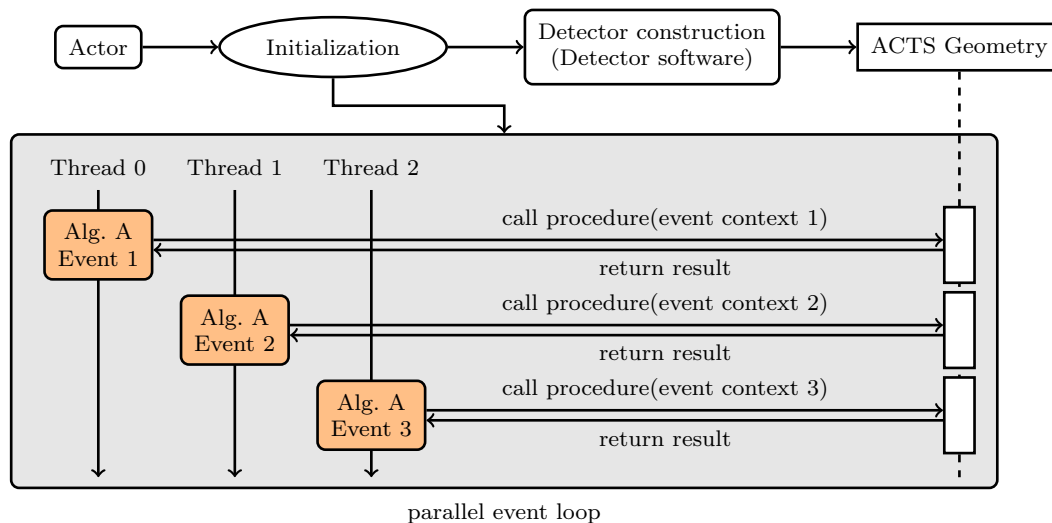 Actor
Initialization
Detector construction
(Detector software)
ACTS Geometry
Thread 0
Thread 1
Thread 2
Alg. A
Event 1
call procedure(event context 1)
return result
Alg. A
Event 2
call procedure(event context 2)
return result
Alg. A
Event 3
call procedure(event context 3)
return result
parallel event loop